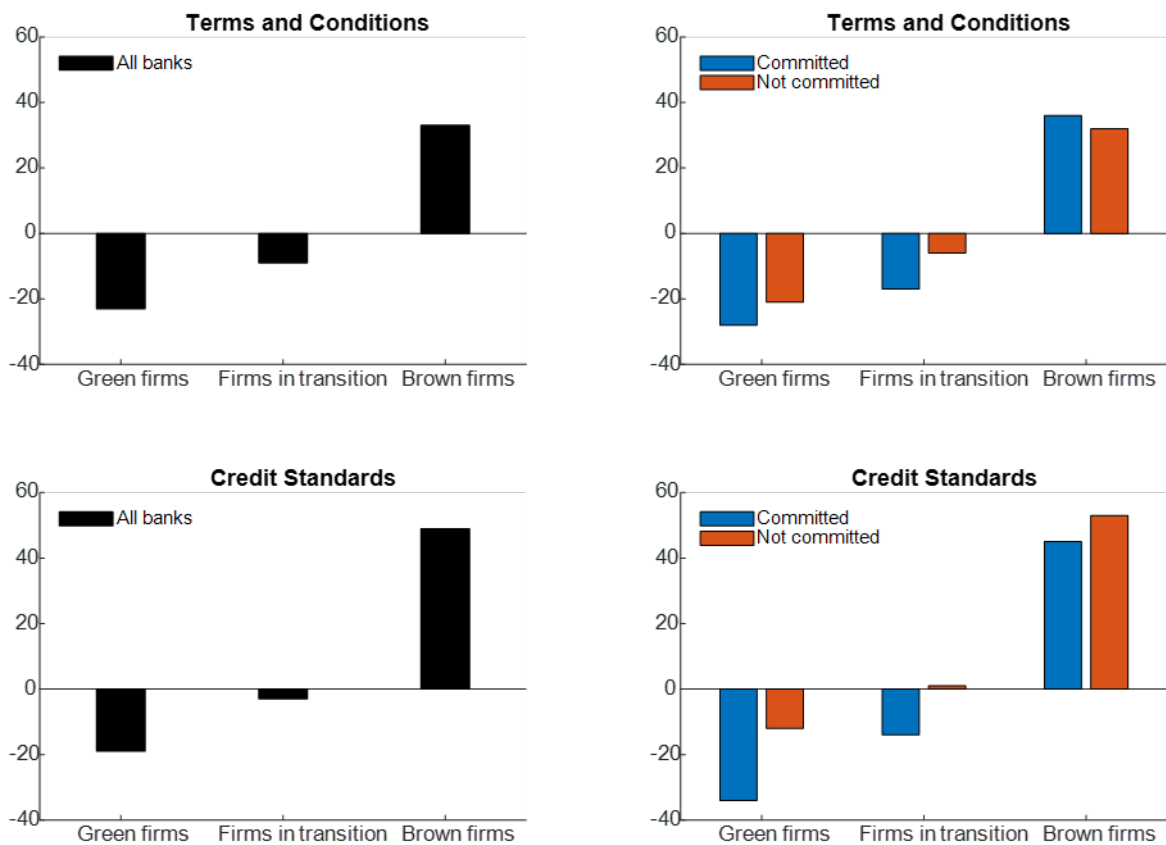 Terms and Conditions
All banks
60
40
20
0
-20
-40
Green firms Firms in transition Brown firms
Terms and Conditions
Committed
Not committed
60
40
20
0
-20
-40
Green firms Firms in transition Brown firms
Credit Standards
All banks
60
40
20
0
-20
-40
Green firms Firms in transition Brown firms
Credit Standards
Committed
Not committed
60
40
20
0
-20
-40
Green firms Firms in transition Brown firms